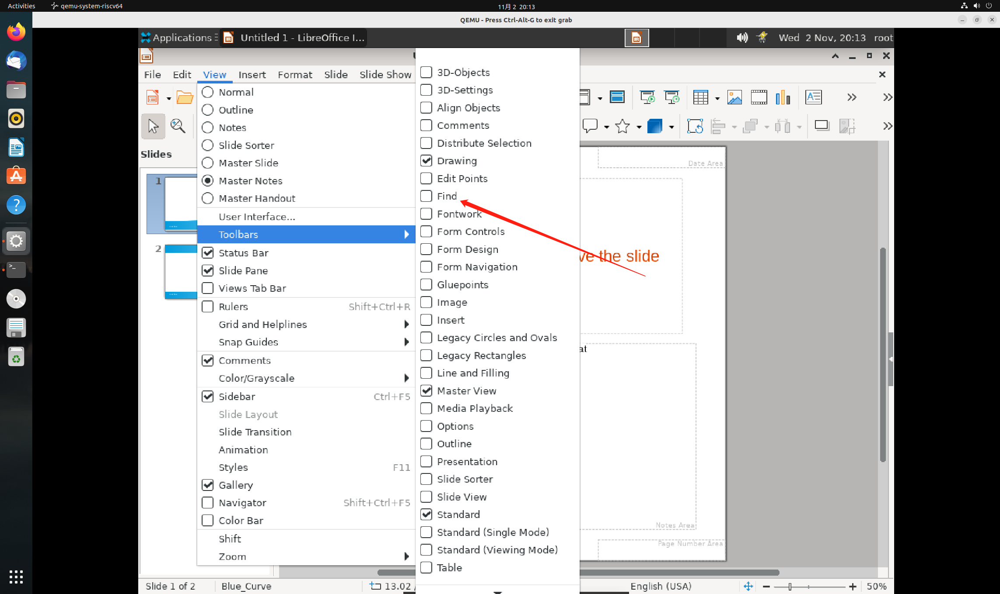 Activities
qemu-system-riscv64
11月 2 20:13
QEMU - Press Ctrl-Alt-G to exit grab
Applications
Untitled 1 - LibreOffice I...
Wed 2 Nov, 20:13
root
File Edit View Insert Format Slide Slide Show
Normal
Outline
Notes
Slide Sorter
Master Slide
Master Notes
Master Handout
User Interface...
Toolbars
Status Bar
Slide Pane
Views Tab Bar
Rulers Shift+Ctrl+R
Grid and Helplines
Snap Guides
Comments
Color/Grayscale
Sidebar Ctrl+F5
Slide Layout
Slide Transition
Animation
Styles F11
Gallery
Navigator Shift+Ctrl+F5
Color Bar
Shift
Zoom
3D-Objects
3D-Settings
Align Objects
Comments
Distribute Selection
Drawing
Edit Points
Find
Fontwork
Form Controls
Form Design
Form Navigation
Gluepoints
Image
Insert
Legacy Circles and Ovals
Legacy Rectangles
Line and Filling
Master View
Media Playback
Options
Outline
Presentation
Slide Sorter
Slide View
Standard
Standard (Single Mode)
Standard (Viewing Mode)
Table
Slides
1
2
Date Area
ve the slide
at
Notes Area
Page Number Area
Slide 1 of 2
Blue_Curve
13.02 /
English (USA)
50%